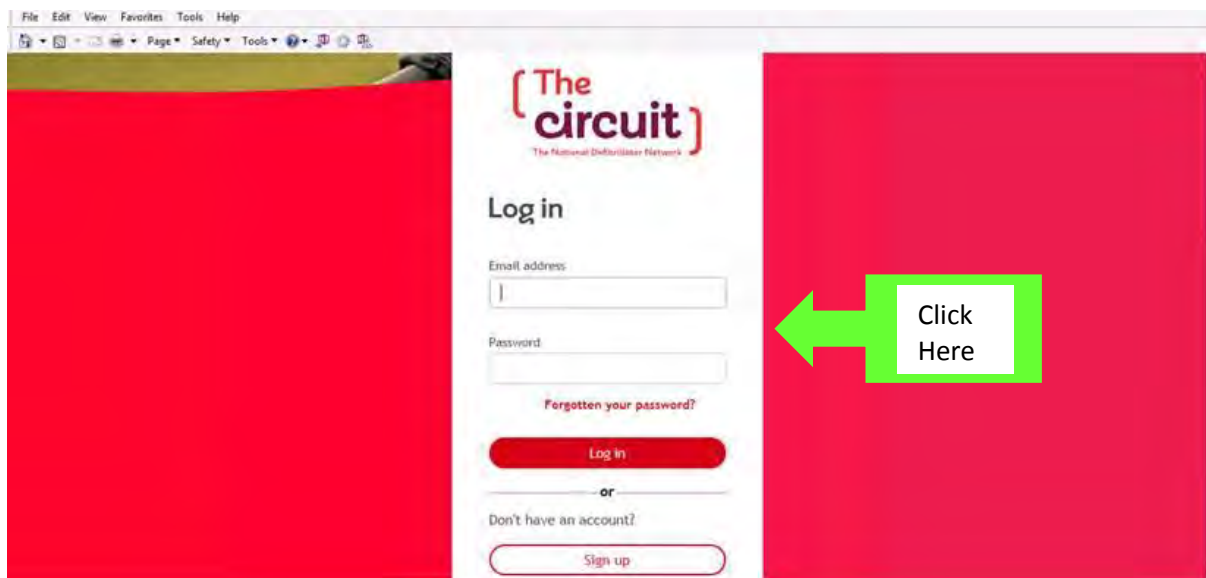 File Edit View Favorites Tools Help
Page Safety Tools
The
circuit
The National Defibrillator Network
Log in
Email address
Click
Here
Password
Forgotten your password?
Log in
or
Don't have an account?
Sign up